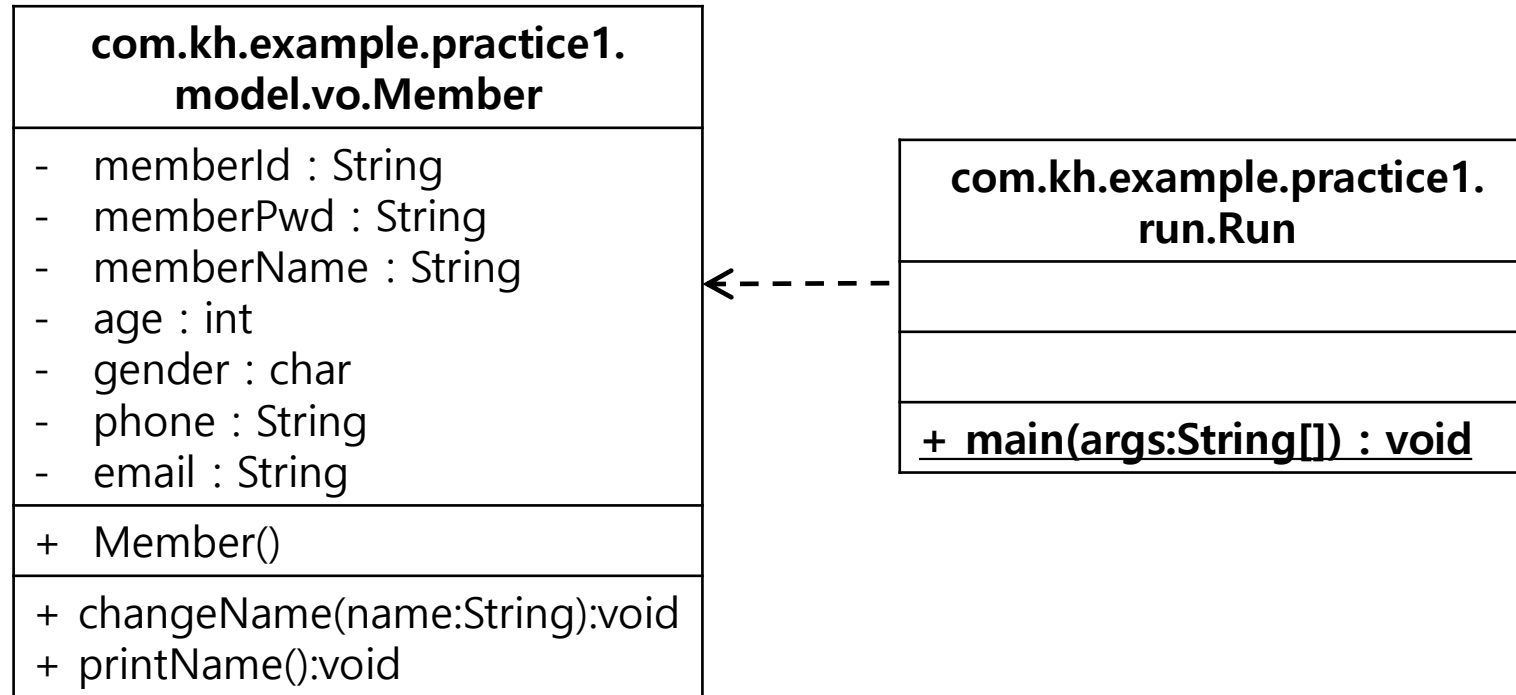 com.kh.example.practice1.
model.vo.Member
- memberId : String
- memberPwd : String
- memberName : String
- age : int
- gender : char
- phone : String
- email : String
+ Member()
+ changeName(name:String):void
+ printName():void
com.kh.example.practice1.
run.Run
+ main(args:String[]) : void